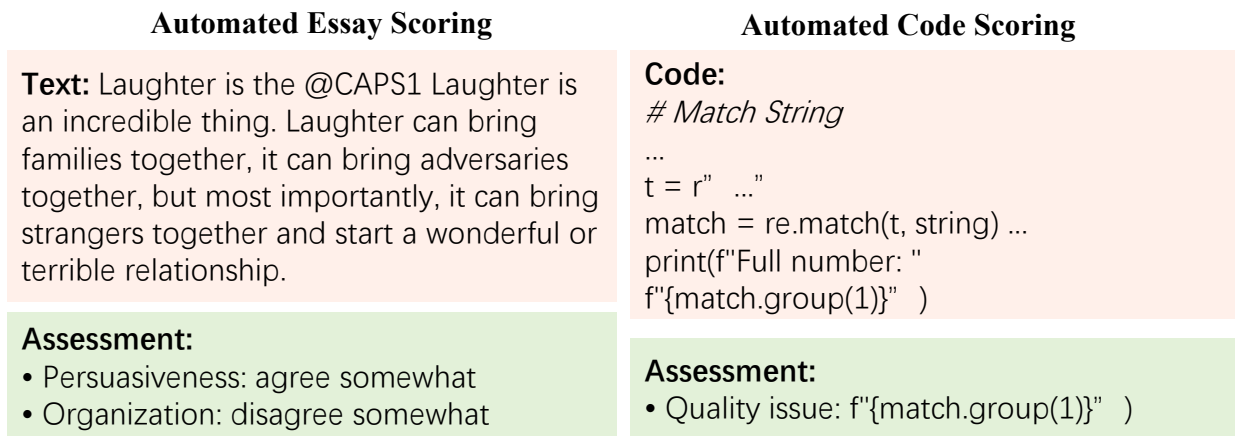 Automated Essay Scoring
Text: Laughter is the @CAPS1 Laughter is
an incredible thing. Laughter can bring
families together, it can bring adversaries
together, but most importantly, it can bring
strangers together and start a wonderful or
terrible relationship.
Assessment:
• Persuasiveness: agree somewhat
• Organization: disagree somewhat
Automated Code Scoring
Code:
# Match String
...
t = r” ...”
match = re.match(t, string) ...
print(f"Full number: "
f"{match.group(1)}” )
Assessment:
• Quality issue: f"{match.group(1)}” )